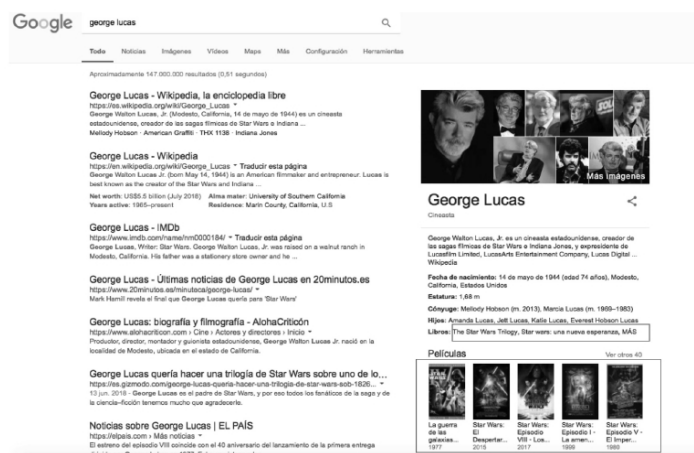 Google
george lucas
Todo Noticias Imágenes Vídeos Maps Más Configuración Herramientas
Aproximadamente 147.000.000 resultados (0,51 segundos)
George Lucas - Wikipedia, la enciclopedia libre
https://es.wikipedia.org/wiki/George_Lucas
George Walton Lucas, Jr. (Modesto, California, 14 de mayo de 1944) es un cineasta
estadounidense, creador de las sagas fílmicas de Star Wars e Indiana ...
Mellody Hobson · American Graffiti · THX 1138 · Indiana Jones
George Lucas - Wikipedia
https://en.wikipedia.org/wiki/George_Lucas Traducir esta página
George Walton Lucas Jr. (born May 14, 1944) is an American filmmaker and entrepreneur. Lucas is
best known as the creator of the Star Wars and Indiana ...
Net worth: US$5.5 billion (July 2018) Alma mater: University of Southern California
Years active: 1965–present Residence: Marin County, California, U.S
George Lucas - IMDb
https://www.imdb.com/name/nm0000184/ Traducir esta página
George Lucas, Writer: Star Wars. George Walton Lucas, Jr. was raised on a walnut ranch in
Modesto, California. His father was a stationery store owner and he ...
George Lucas - Últimas noticias de George Lucas en 20minutos.es
https://www.20minutos.es/minuteca/george-lucas/
Mark Hamill revela el final que George Lucas quería para 'Star Wars'
George Lucas: biografía y filmografía - AlohaCriticón
https://www.alohacriticon.com › Cine › Actores y directores › Inicio
Productor, director, montador y guionista estadounidense, George Walton Lucas Jr. nació en la
localidad de Modesto, ubicada en el estado de California.
George Lucas quería hacer una trilogía de Star Wars sobre uno de lo...
https://es.gizmodo.com/george-lucas-queria-hacer-una-trilogia-de-star-wars-sob-1826...
13 jun. 2018 - George Lucas es el padre de Star Wars, y por eso todos los fanáticos de la saga y de
la ciencia-ficción tenemos mucho que agradecerle.
Noticias sobre George Lucas | EL PAÍS
https://elpais.com › Más noticias
El estreno del episodio VIII coincide con el 40 aniversario del lanzamiento de la primera entrega
Más imágenes
George Lucas
Cineasta
George Walton Lucas, Jr. es un cineasta estadounidense, creador de
las sagas fílmicas de Star Wars e Indiana Jones, y expresidente de
Lucasfilm Limited, LucasArts Entertainment Company, Lucas Digital ...
Wikipedia
Fecha de nacimiento: 14 de mayo de 1944 (edad 74 años), Modesto,
California, Estados Unidos
Estatura: 1,68 m
Cónyuge: Mellody Hobson (m. 2013), Marcia Lucas (m. 1969–1983)
Hijos: Amanda Lucas, Jett Lucas, Katie Lucas, Everest Hobson Lucas
Libros: The Star Wars Trilogy, Star wars: una nueva esperanza, MÁS
Películas Ver otros 40
La guerra
de las
galaxias...
1977
Star Wars:
El
Despertar...
2015
Star Wars:
Episodio
VIII - Los...
2017
Star Wars:
Episodio I -
La amen...
1999
Star Wars:
Episodio V -
El Imper...